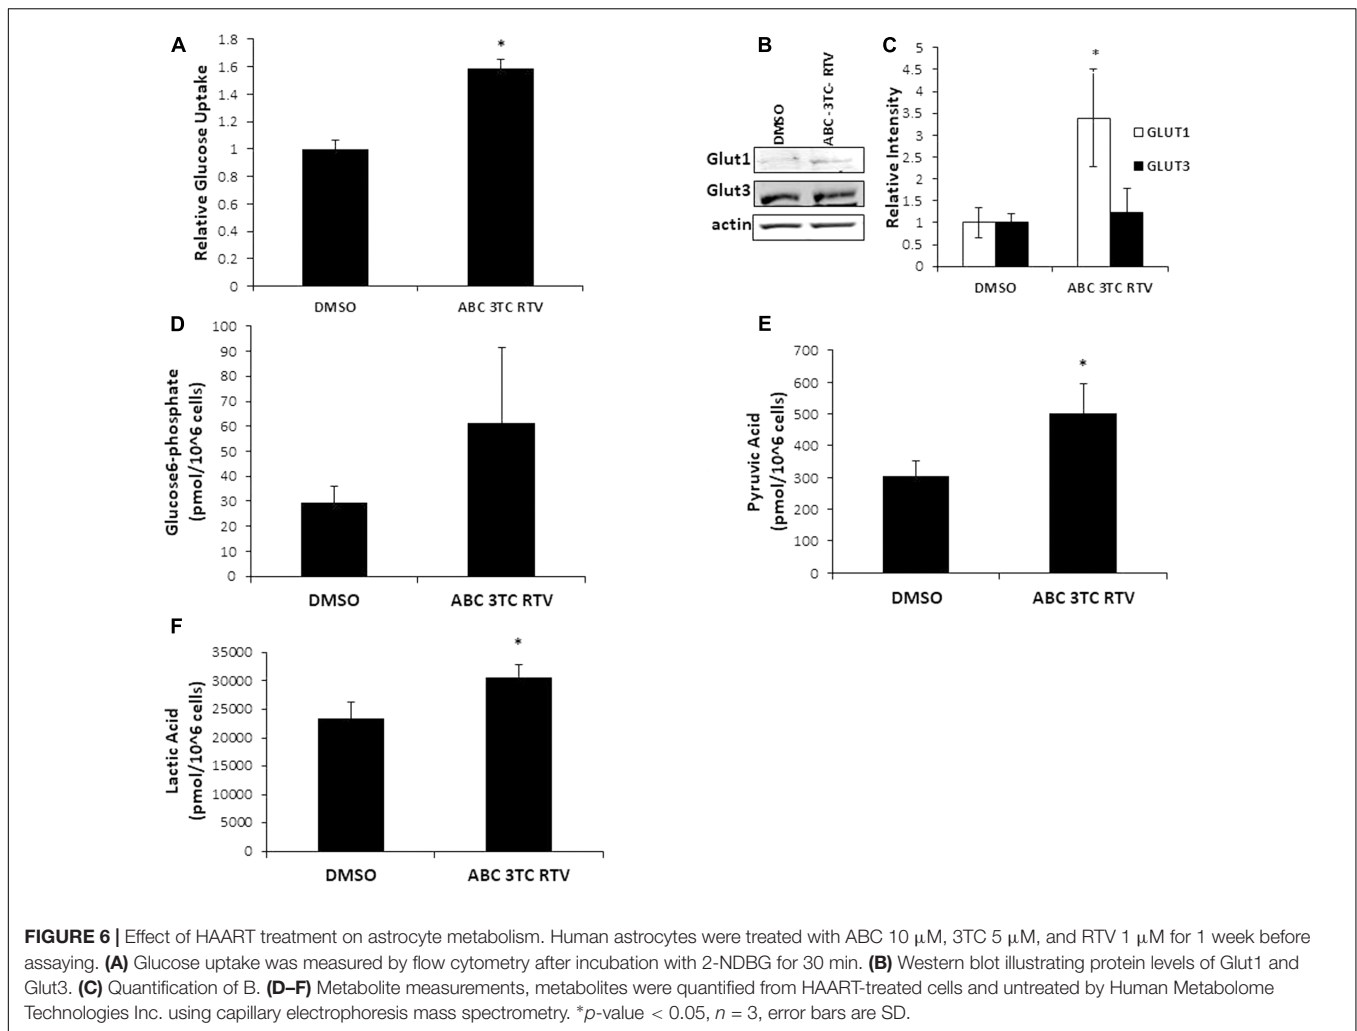 A
Relative Glucose Uptake
1.8
1.6
1.4
1.2
1
0.8
0.6
0.4
0.2
0
*
DMSO
ABC 3TC RTV
B
DMSO
ABC-3TC- RTV
Glut1
Glut3
actin
C
Relative Intensity
5
4.5
4
3.5
3
2.5
2
1.5
1
0.5
0
*
GLUT1
GLUT3
DMSO
ABC 3TC RTV
D
Glucose6-phosphate
(pmol/10^6 cells)
100
90
80
70
60
50
40
30
20
10
0
DMSO
ABC 3TC RTV
E
Pyruvic Acid
(pmol/10^6 cells)
700
600
500
400
300
200
100
0
*
DMSO
ABC 3TC RTV
F
Lactic Acid
(pmol/10^6 cells)
35000
30000
25000
20000
15000
10000
5000
0
*
DMSO
ABC 3TC RTV
FIGURE 6 | Effect of HAART treatment on astrocyte metabolism. Human astrocytes were treated with ABC 10 μM, 3TC 5 μM, and RTV 1 μM for 1 week before
assaying. (A) Glucose uptake was measured by flow cytometry after incubation with 2-NDBG for 30 min. (B) Western blot illustrating protein levels of Glut1 and
Glut3. (C) Quantification of B. (D–F) Metabolite measurements, metabolites were quantified from HAART-treated cells and untreated by Human Metabolome
Technologies Inc. using capillary electrophoresis mass spectrometry. *p-value < 0.05, n = 3, error bars are SD.